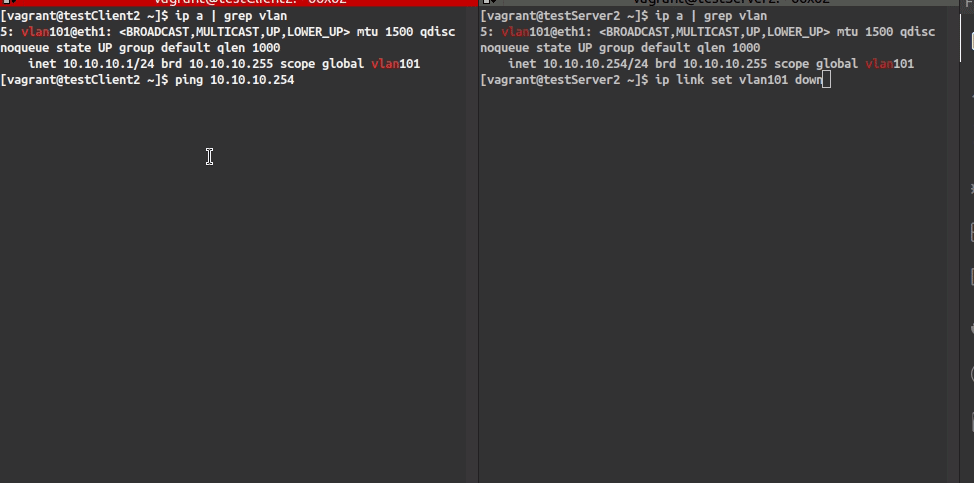 vagrant@testClient2: 68x62
[vagrant@testClient2 ~]$ ip a | grep vlan
5: vlan101@eth1: <BROADCAST,MULTICAST,UP,LOWER_UP> mtu 1500 qdisc
noqueue state UP group default qlen 1000
    inet 10.10.10.1/24 brd 10.10.10.255 scope global vlan101
[vagrant@testClient2 ~]$ ping 10.10.10.254
vagrant@testServer2:
[vagrant@testServer2 ~]$ ip a | grep vlan
5: vlan101@eth1: <BROADCAST,MULTICAST,UP,LOWER_UP> mtu 1500 qdisc
noqueue state UP group default qlen 1000
    inet 10.10.10.254/24 brd 10.10.10.255 scope global vlan101
[vagrant@testServer2 ~]$ ip link set vlan101 down